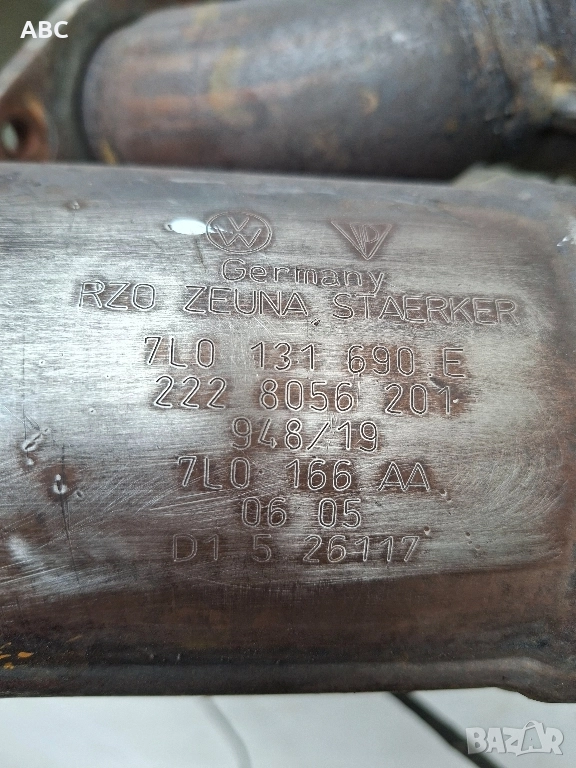 ABC
VW
Germany
RZO ZEUNA STAERKER
7L0 131 690 E
222 8056 201
948/19
7L0 166 AA
06 05
D1 5 26117
BAZAR